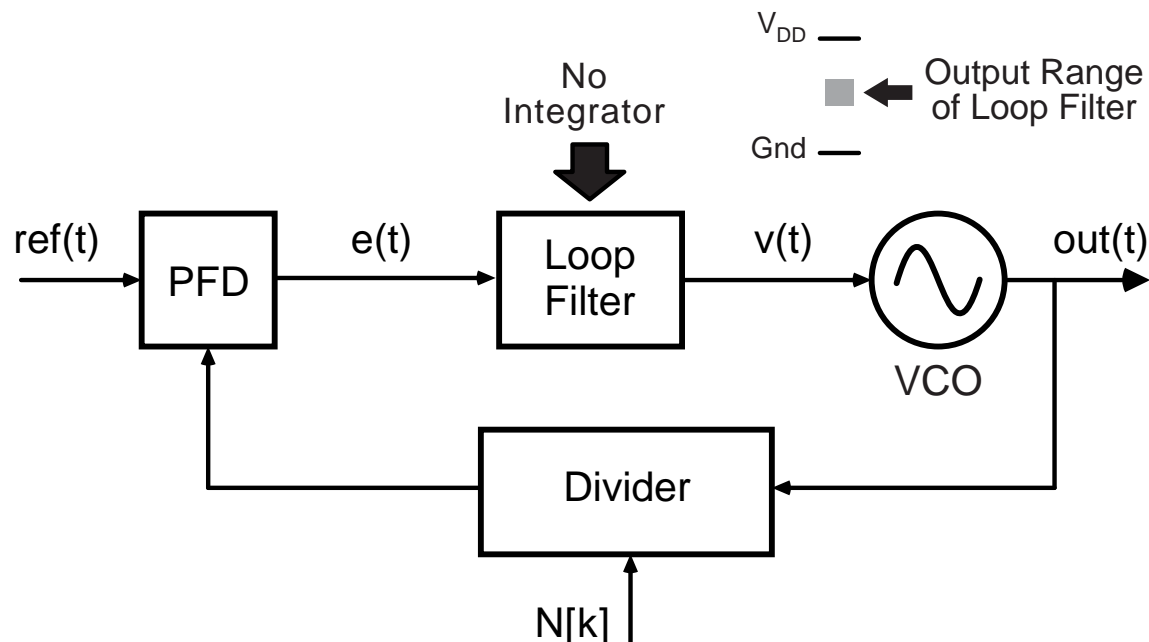 V_DD
No
Integrator
Output Range
of Loop Filter
Gnd
ref(t)
PFD
e(t)
Loop
Filter
v(t)
out(t)
VCO
Divider
N[k]